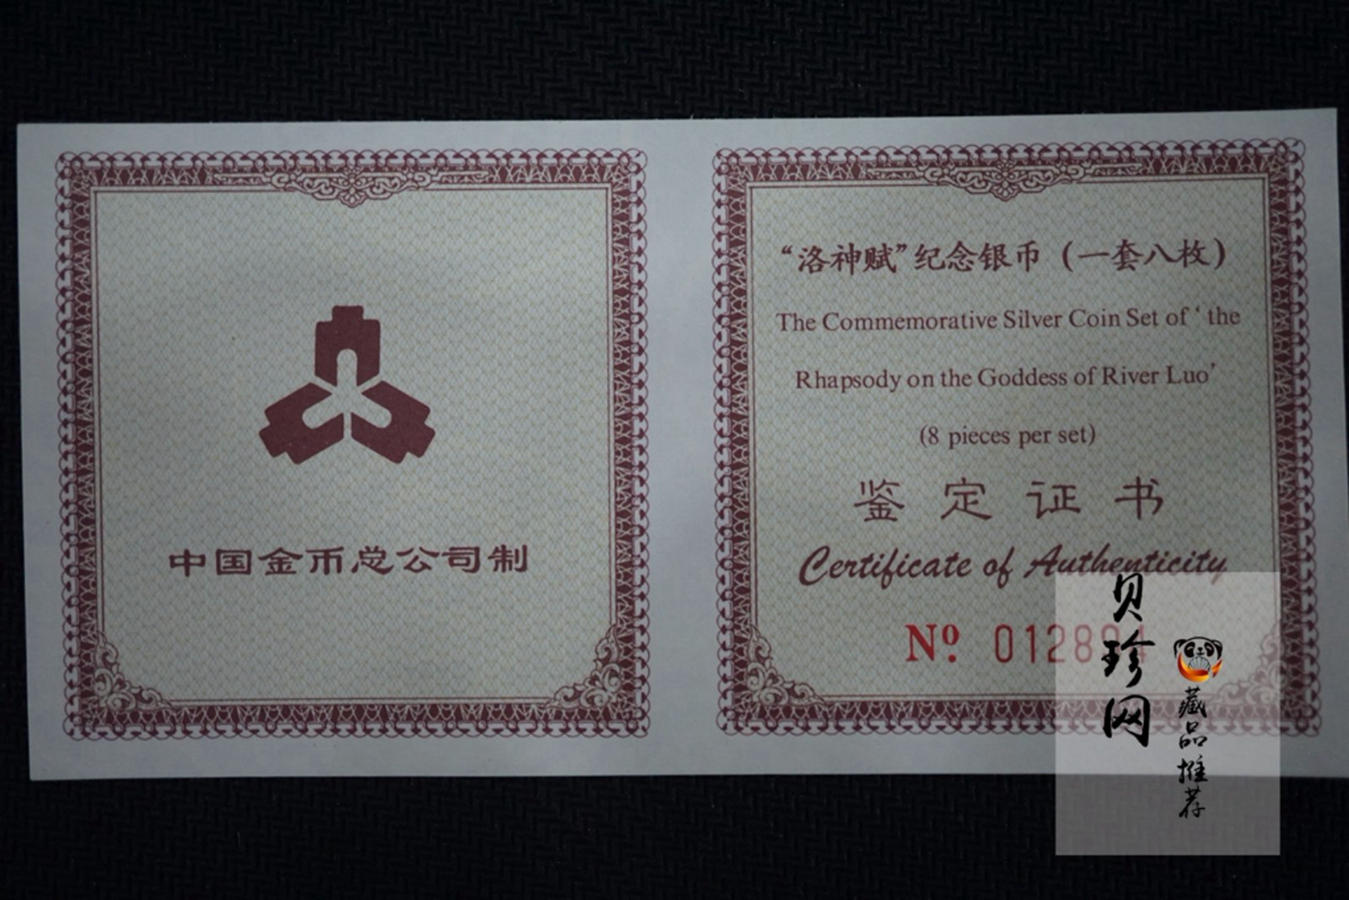 中国金币总公司制
“洛神赋”纪念银币（一套八枚）
The Commemorative Silver Coin Set of ‘ the
Rhapsody on the Goddess of River Luo’
(8 pieces per set)
鉴定证书
Certificate of Authenticity
Nº 012894
贝珍网
藏品推荐